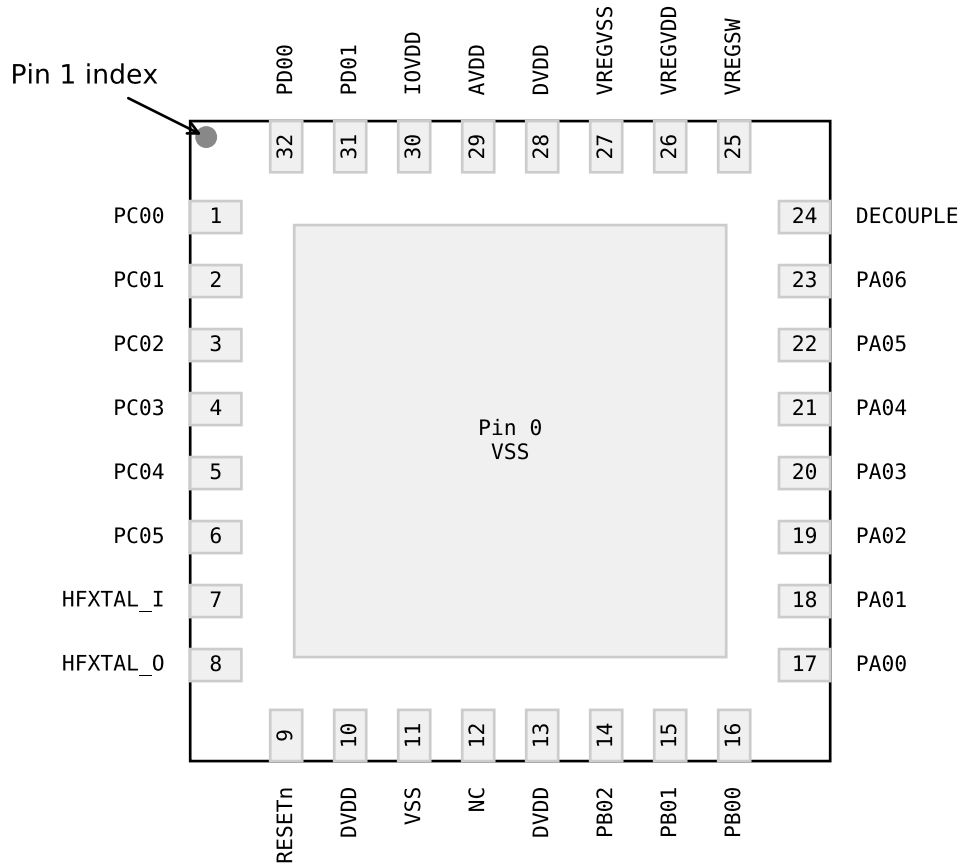 Pin 1 index
PD00
PD01
IOVDD
AVDD
DVDD
VREGVSS
VREGVDD
VREGSW
32
31
30
29
28
27
26
25
PC00 1
24 DECOUPLE
PC01 2
23 PA06
PC02 3
22 PA05
PC03 4
21 PA04
Pin 0
VSS
PC04 5
20 PA03
PC05 6
19 PA02
HFXTAL_I 7
18 PA01
HFXTAL_O 8
17 PA00
9
10
11
12
13
14
15
16
RESETn
DVDD
VSS
NC
DVDD
PB02
PB01
PB00